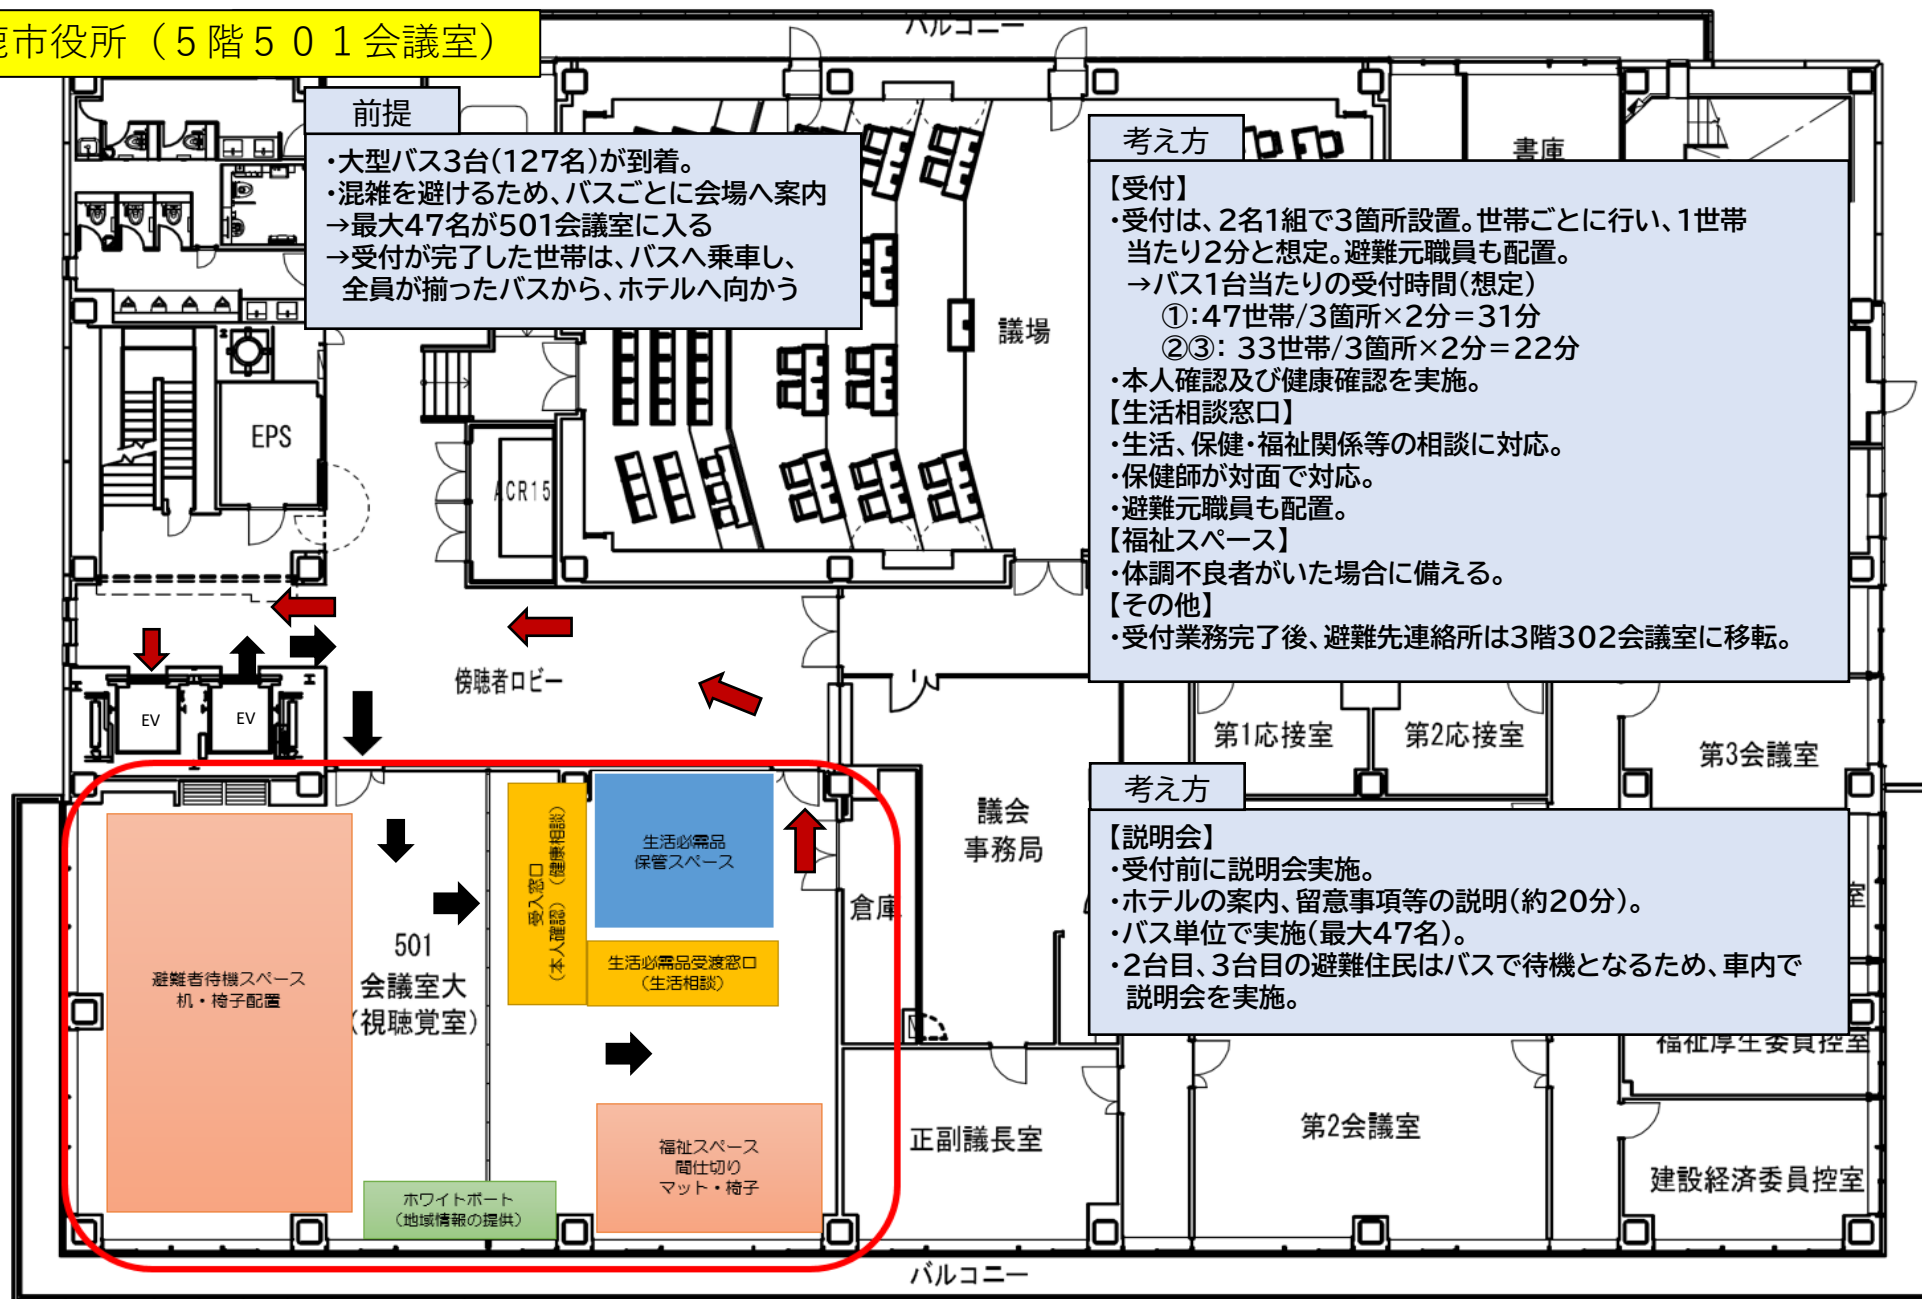 市役所（５階５０１会議室）
バルコニー
前提
・大型バス3台(127名)が到着。
・混雑を避けるため、バスごとに会場へ案内
→最大47名が501会議室に入る
→受付が完了した世帯は、バスへ乗車し、
全員が揃ったバスから、ホテルへ向かう
考え方
【受付】
・受付は、2名1組で3箇所設置。世帯ごとに行い、1世帯
当たり2分と想定。避難元職員も配置。
→バス1台当たりの受付時間(想定)
①:47世帯/3箇所×2分＝31分
②③: 33世帯/3箇所×2分＝22分
・本人確認及び健康確認を実施。
【生活相談窓口】
・生活、保健・福祉関係等の相談に対応。
・保健師が対面で対応。
・避難元職員も配置。
【福祉スペース】
・体調不良者がいた場合に備える。
【その他】
・受付業務完了後、避難先連絡所は3階302会議室に移転。
書庫
議場
EPS
ACR15
傍聴者ロビー
EV
EV
第1応接室
第2応接室
第3会議室
考え方
【説明会】
・受付前に説明会実施。
・ホテルの案内、留意事項等の説明(約20分)。
・バス単位で実施(最大47名)。
・2台目、3台目の避難住民はバスで待機となるため、車内で
説明会を実施。
室
議会
事務局
倉庫
受入窓口
（本人確認）（健康相談）
生活必需品
保管スペース
生活必需品受渡窓口
（生活相談）
避難者待機スペース
机・椅子配置
501
会議室大
(視聴覚室)
福祉スペース
間仕切り
マット・椅子
ホワイトボート
（地域情報の提供）
正副議長室
第2会議室
福祉厚生委員控室
建設経済委員控室
バルコニー